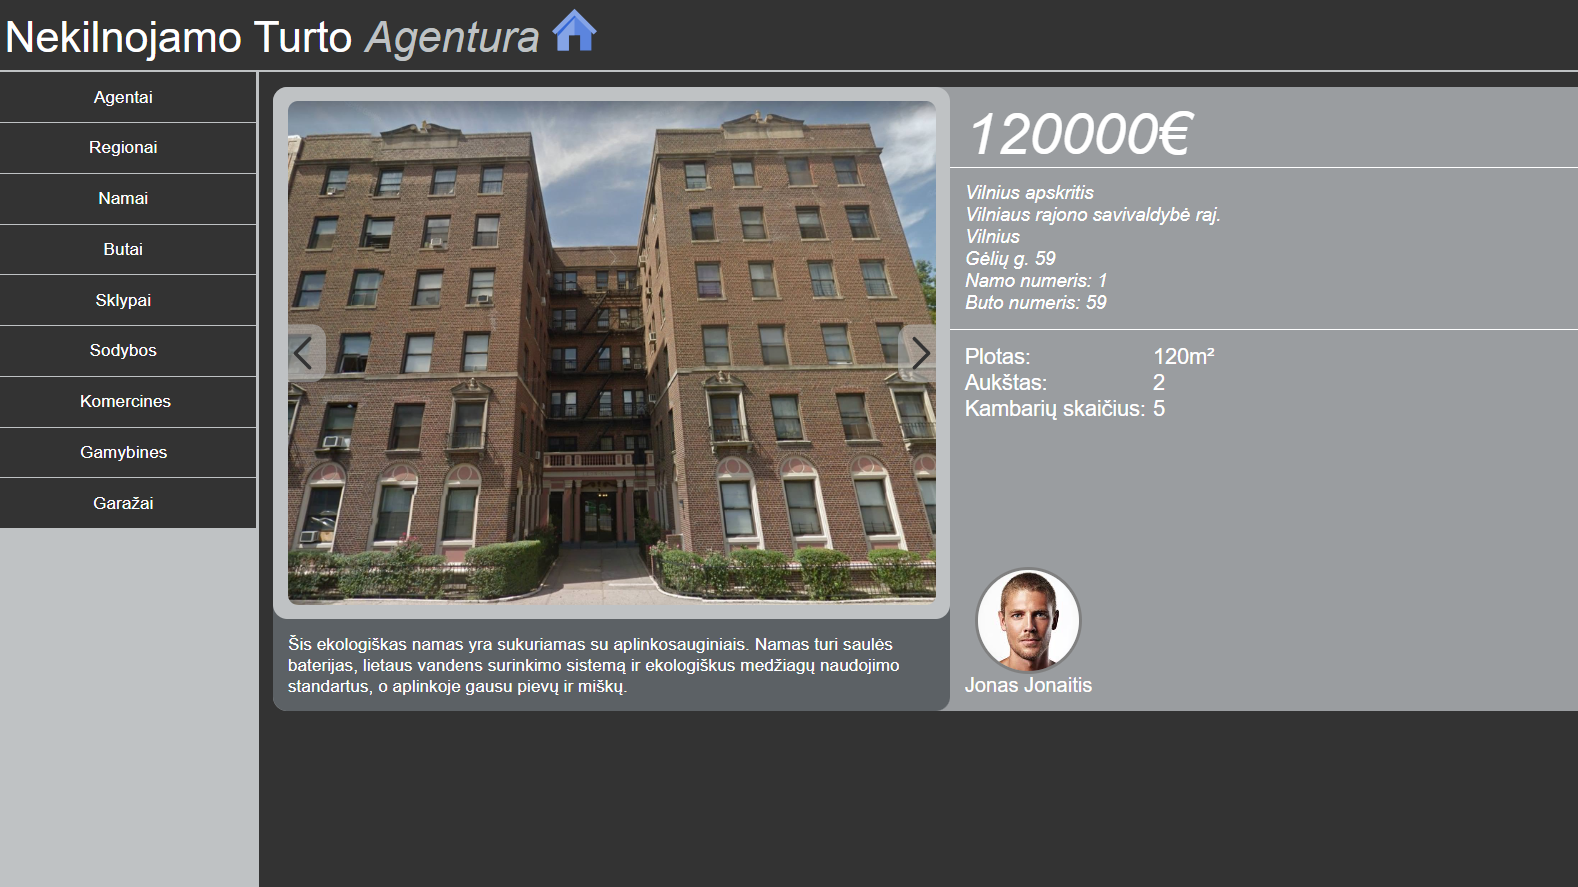 Nekilnojamo Turto Agentura
Agentai
Regionai
Namai
Butai
Sklypai
Sodybos
Komercines
Gamybines
Garažai
120000€
Vilnius apskritis
Vilniaus rajono savivaldybė raj.
Vilnius
Gėlių g. 59
Namo numeris: 1
Buto numeris: 59
Plotas: 120m²
Aukštas: 2
Kambarių skaičius: 5
Jonas Jonaitis
Šis ekologiškas namas yra sukuriamas su aplinkosauginiais. Namas turi saulės
baterijas, lietaus vandens surinkimo sistemą ir ekologiškus medžiagų naudojimo
standartus, o aplinkoje gausu pievų ir miškų.